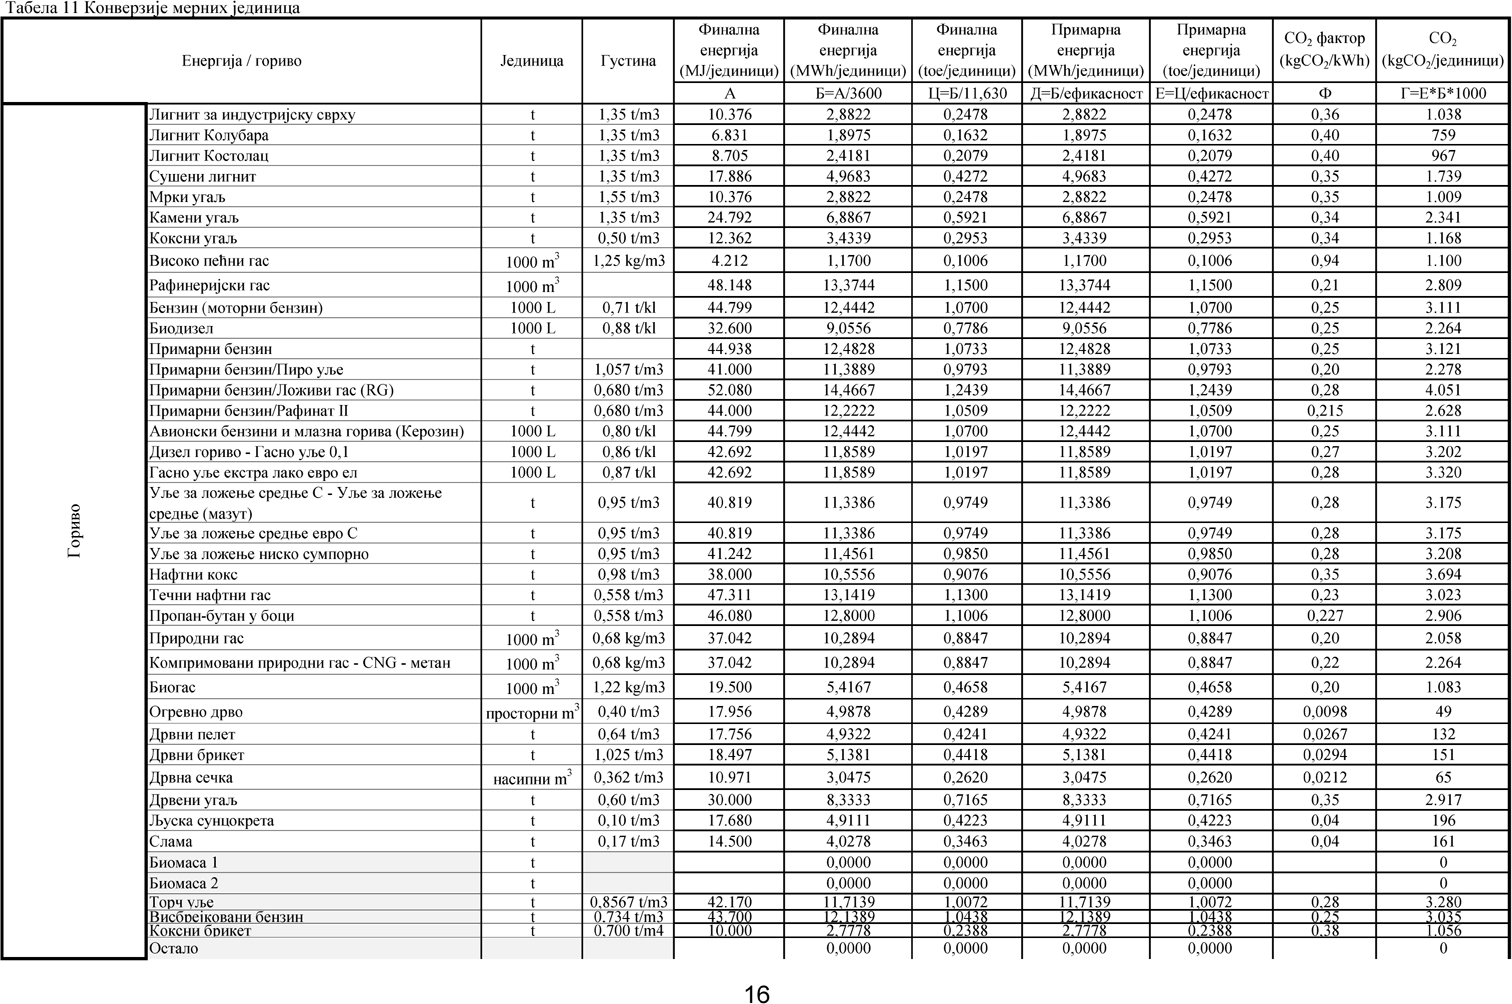 Табела 11 Конверзије мерних јединица
Енергија / гориво Јединица Густина Финална енергија (MJ/јединици) Финална енергија (MWh/јединици) Финална енергија (toe/јединици) Примарна енергија (MWh/јединици) Примарна енергија (toe/јединици) CO2 фактор (kgCO2/kWh) CO2 (kgCO2/јединици)
А Б=А/3600 Ц=Б/11,630 Д=Б/ефикасност Е=Ц/ефикасност Ф Г=Е*Б*1000
Гориво
Лигнит за индустријску сврху t 1,35 t/m3 10.376 2,8822 0,2478 2,8822 0,2478 0,36 1.038
Лигнит Колубара t 1,35 t/m3 6.831 1,8975 0,1632 1,8975 0,1632 0,40 759
Лигнит Костолац t 1,35 t/m3 8.705 2,4181 0,2079 2,4181 0,2079 0,40 967
Сушени лигнит t 1,35 t/m3 17.886 4,9683 0,4272 4,9683 0,4272 0,35 1.739
Мрки угаљ t 1,55 t/m3 10.376 2,8822 0,2478 2,8822 0,2478 0,35 1.009
Камени угаљ t 1,35 t/m3 24.792 6,8867 0,5921 6,8867 0,5921 0,34 2.341
Коксни угаљ t 0,50 t/m3 12.362 3,4339 0,2953 3,4339 0,2953 0,34 1.168
Високо пећни гас 1000 m3 1,25 kg/m3 4.212 1,1700 0,1006 1,1700 0,1006 0,94 1.100
Рафинеријски гас 1000 m3 48.148 13,3744 1,1500 13,3744 1,1500 0,21 2.809
Бензин (моторни бензин) 1000 L 0,71 t/kl 44.799 12,4442 1,0700 12,4442 1,0700 0,25 3.111
Биодизел 1000 L 0,88 t/kl 32.600 9,0556 0,7786 9,0556 0,7786 0,25 2.264
Примарни бензин t 44.938 12,4828 1,0733 12,4828 1,0733 0,25 3.121
Примарни бензин/Пиро уље t 1,057 t/m3 41.000 11,3889 0,9793 11,3889 0,9793 0,20 2.278
Примарни бензин/Ложиви гас (RG) t 0,680 t/m3 52.080 14,4667 1,2439 14,4667 1,2439 0,28 4.051
Примарни бензин/Рафинат II t 0,680 t/m3 44.000 12,2222 1,0509 12,2222 1,0509 0,215 2.628
Авионски бензини и млазна горива (Керозин) 1000 L 0,80 t/kl 44.799 12,4442 1,0700 12,4442 1,0700 0,25 3.111
Дизел гориво - Гасно уље 0,1 1000 L 0,86 t/kl 42.692 11,8589 1,0197 11,8589 1,0197 0,27 3.202
Гасно уље екстра лако евро ел 1000 L 0,87 t/kl 42.692 11,8589 1,0197 11,8589 1,0197 0,28 3.320
Уље за ложење средње С - Уље за ложење
средње (мазут) t 0,95 t/m3 40.819 11,3386 0,9749 11,3386 0,9749 0,28 3.175
Уље за ложење средње евро С t 0,95 t/m3 40.819 11,3386 0,9749 11,3386 0,9749 0,28 3.175
Уље за ложење ниско сумпорно t 0,95 t/m3 41.242 11,4561 0,9850 11,4561 0,9850 0,28 3.208
Нафтни кокс t 0,98 t/m3 38.000 10,5556 0,9076 10,5556 0,9076 0,35 3.694
Течни нафтни гас t 0,558 t/m3 47.311 13,1419 1,1300 13,1419 1,1300 0,23 3.023
Пропан-бутан у боци t 0,558 t/m3 46.080 12,8000 1,1006 12,8000 1,1006 0,227 2.906
Природни гас 1000 m3 0,68 kg/m3 37.042 10,2894 0,8847 10,2894 0,8847 0,20 2.058
Компримовани природни гас - CNG - метан 1000 m3 0,68 kg/m3 37.042 10,2894 0,8847 10,2894 0,8847 0,22 2.264
Биогас 1000 m3 1,22 kg/m3 19.500 5,4167 0,4658 5,4167 0,4658 0,20 1.083
Огревно дрво просторни m3 0,40 t/m3 17.956 4,9878 0,4289 4,9878 0,4289 0,0098 49
Дрвни пелет t 0,64 t/m3 17.756 4,9322 0,4241 4,9322 0,4241 0,0267 132
Дрвни брикет t 1,025 t/m3 18.497 5,1381 0,4418 5,1381 0,4418 0,0294 151
Дрвна сечка насипни m3 0,362 t/m3 10.971 3,0475 0,2620 3,0475 0,2620 0,0212 65
Дрвени угаљ t 0,60 t/m3 30.000 8,3333 0,7165 8,3333 0,7165 0,35 2.917
Љуска сунцокрета t 0,10 t/m3 17.680 4,9111 0,4223 4,9111 0,4223 0,04 196
Слама t 0,17 t/m3 14.500 4,0278 0,3463 4,0278 0,3463 0,04 161
Биомаса 1 t 0,0000 0,0000 0,0000 0,0000 0
Биомаса 2 t 0,0000 0,0000 0,0000 0,0000 0
Торч уље t 0,8567 t/m3 42.170 11,7139 1,0072 11,7139 1,0072 0,28 3.280
Висбрејковани бензин t 0,734 t/m3 43.700 12,1389 1,0438 12,1389 1,0438 0,25 3.035
Коксни брикет t 0,700 t/m4 10.000 2,7778 0,2388 2,7778 0,2388 0,38 1.056
Остало 0,0000 0,0000 0,0000 0,0000 0
16